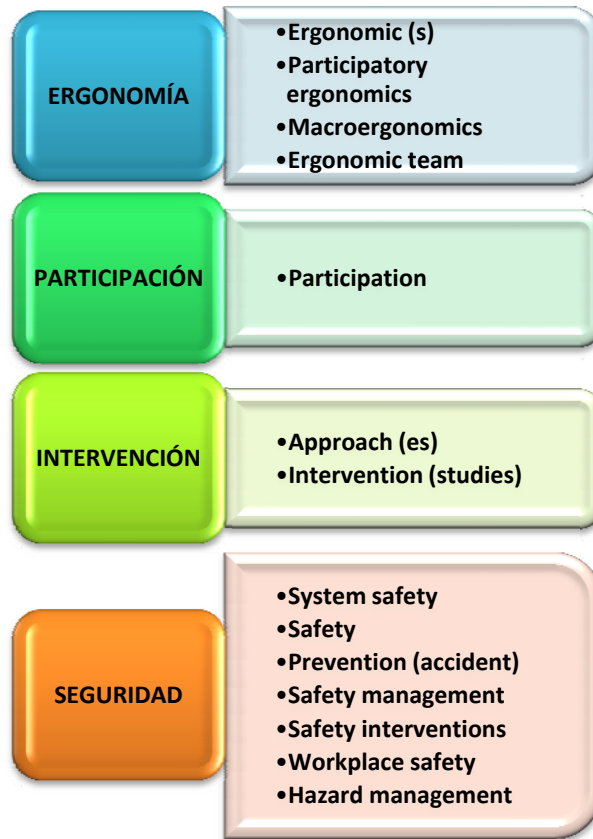 ERGONOMÍA
•Ergonomic (s)
•Participatory
ergonomics
•Macroergonomics
•Ergonomic team
PARTICIPACIÓN
•Participation
INTERVENCIÓN
•Approach (es)
•Intervention (studies)
SEGURIDAD
•System safety
•Safety
•Prevention (accident)
•Safety management
•Safety interventions
•Workplace safety
•Hazard management